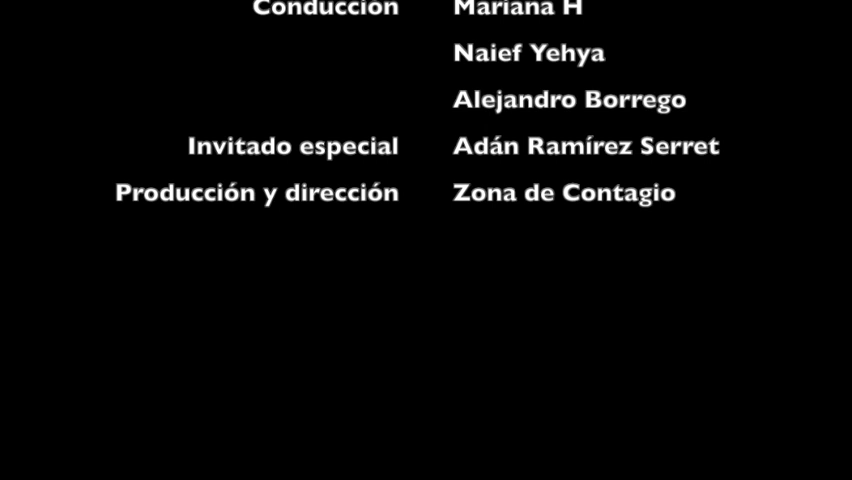 Conducción Mariana H
Naief Yehya
Alejandro Borrego
Invitado especial Adán Ramírez Serret
Producción y dirección Zona de Contagio